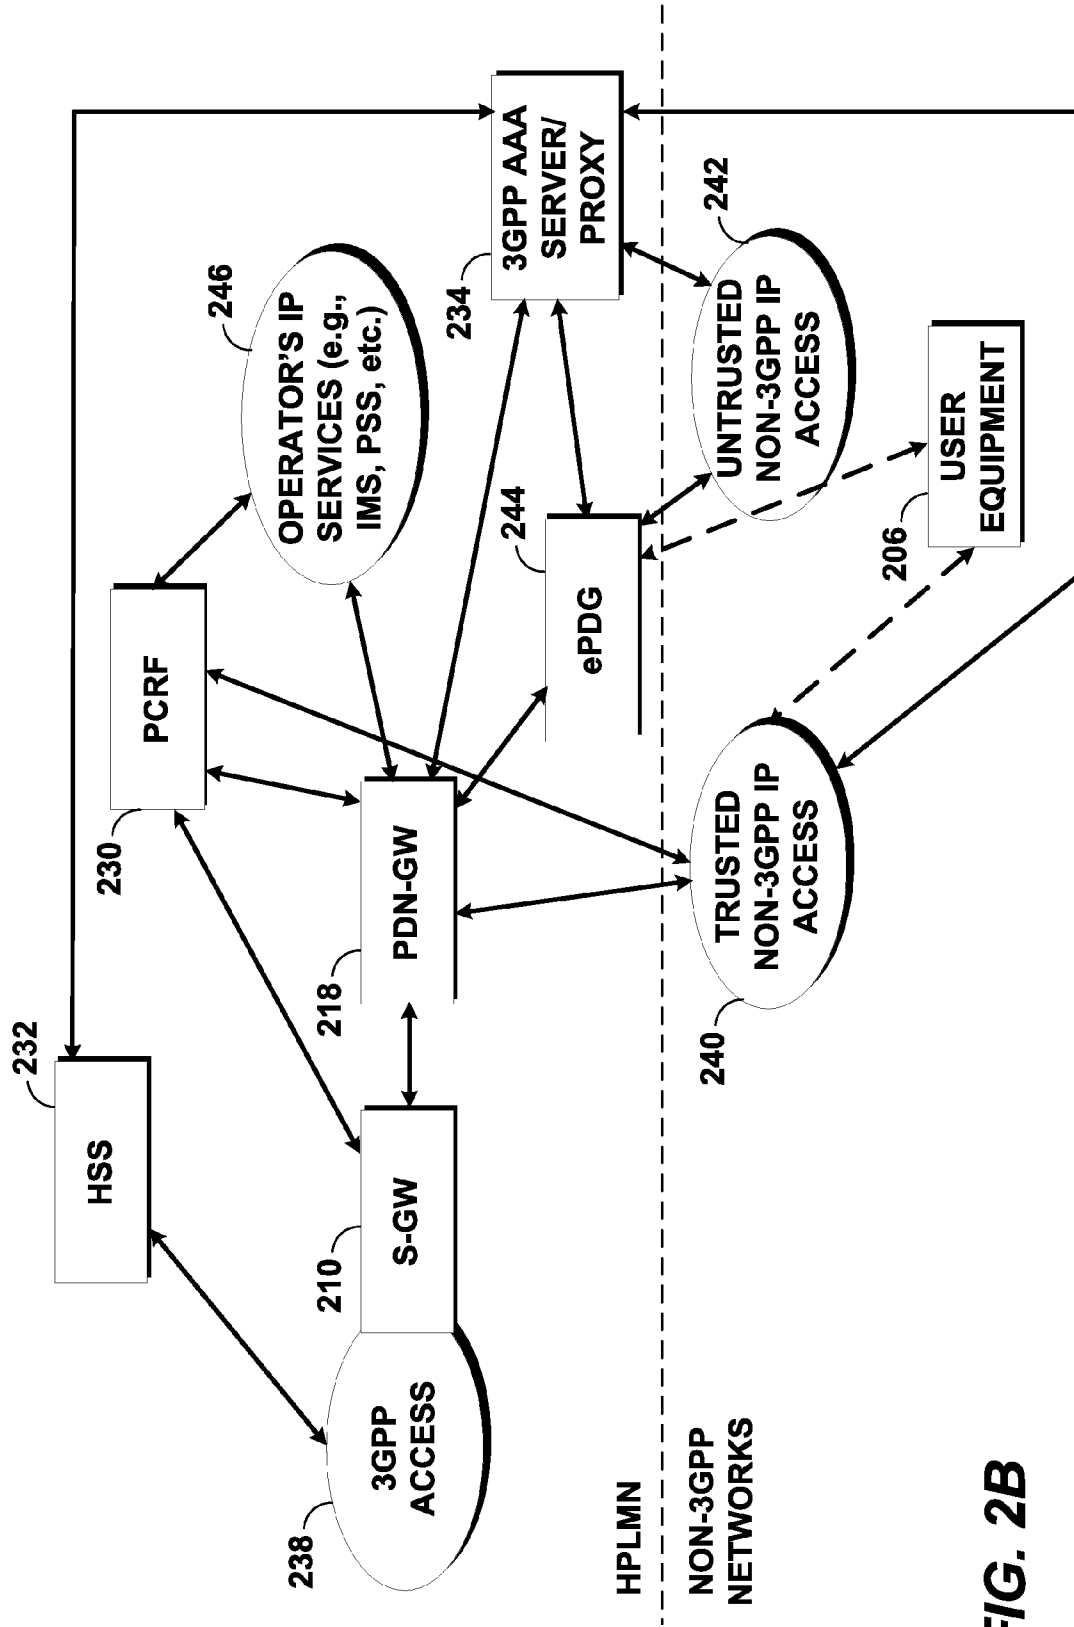 HSS
232
PCRF
230
OPERATOR'S IP
SERVICES (e.g.,
IMS, PSS, etc.)
246
3GPP
ACCESS
238
S-GW
210
PDN-GW
218
ePDG
244
3GPP AAA
SERVER/
PROXY
234
HPLMN
NON-3GPP
NETWORKS
TRUSTED
NON-3GPP IP
ACCESS
240
UNTRUSTED
NON-3GPP IP
ACCESS
242
USER
EQUIPMENT
206
FIG. 2B